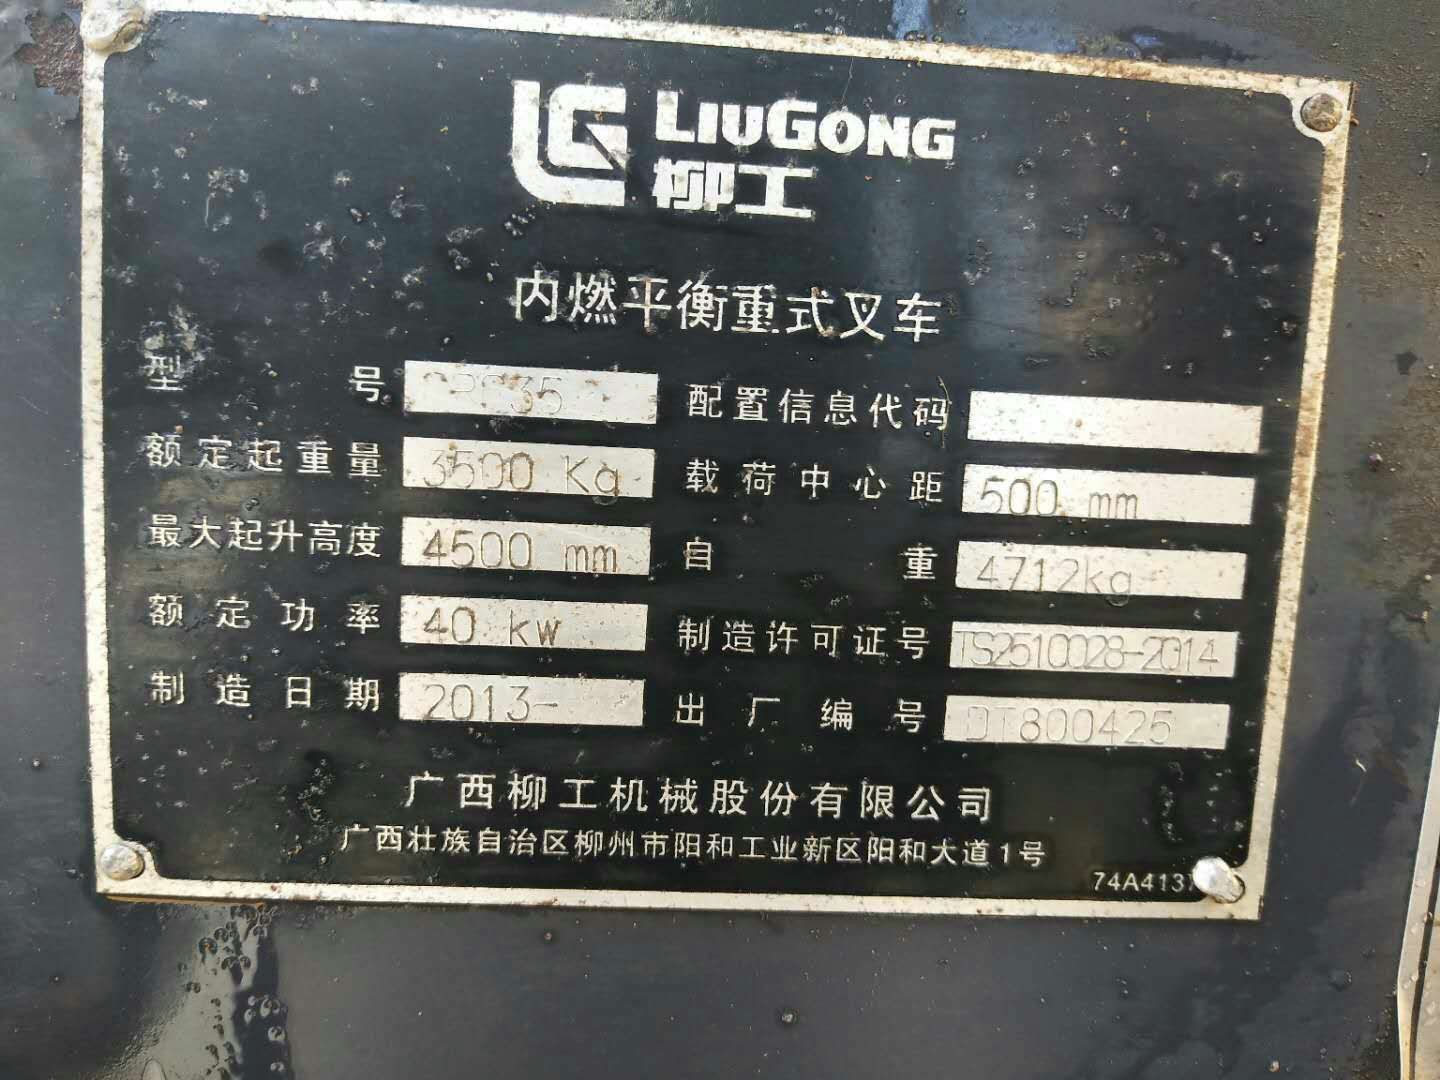 LIUGONG
柳工
内燃平衡重式叉车
型号 配置信息代码
额定起重量 3500 Kg 载荷中心距 500 mm
最大起升高度 4500 mm 自重 4712kg
额定功率 40 kw 制造许可证号 TS2510028-2014
制造日期 2013- 出厂编号 DT800425
广西柳工机械股份有限公司
广西壮族自治区柳州市阳和工业新区阳和大道1号